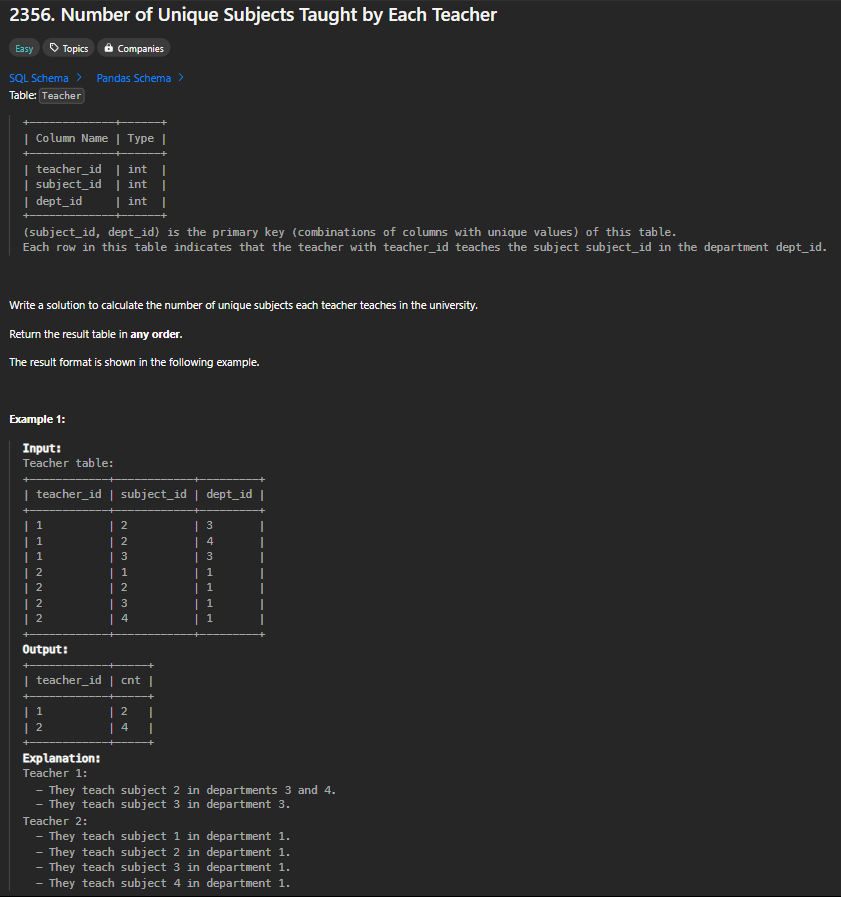 2356. Number of Unique Subjects Taught by Each Teacher
Easy Topics Companies
SQL Schema > Pandas Schema >
Table: Teacher
+-------------+------+
| Column Name | Type |
+-------------+------+
| teacher_id  | int  |
| subject_id  | int  |
| dept_id     | int  |
+-------------+------+
(subject_id, dept_id) is the primary key (combinations of columns with unique values) of this table.
Each row in this table indicates that the teacher with teacher_id teaches the subject subject_id in the department dept_id.
Write a solution to calculate the number of unique subjects each teacher teaches in the university.
Return the result table in any order.
The result format is shown in the following example.
Example 1:
Input:
Teacher table:
+------------+------------+---------+
| teacher_id | subject_id | dept_id |
+------------+------------+---------+
| 1          | 2          | 3       |
| 1          | 2          | 4       |
| 1          | 3          | 3       |
| 2          | 1          | 1       |
| 2          | 2          | 1       |
| 2          | 3          | 1       |
| 2          | 4          | 1       |
+------------+------------+---------+
Output:
+------------+-----+
| teacher_id | cnt |
+------------+-----+
| 1          | 2   |
| 2          | 4   |
+------------+-----+
Explanation:
Teacher 1:
- They teach subject 2 in departments 3 and 4.
- They teach subject 3 in department 3.
Teacher 2:
- They teach subject 1 in department 1.
- They teach subject 2 in department 1.
- They teach subject 3 in department 1.
- They teach subject 4 in department 1.